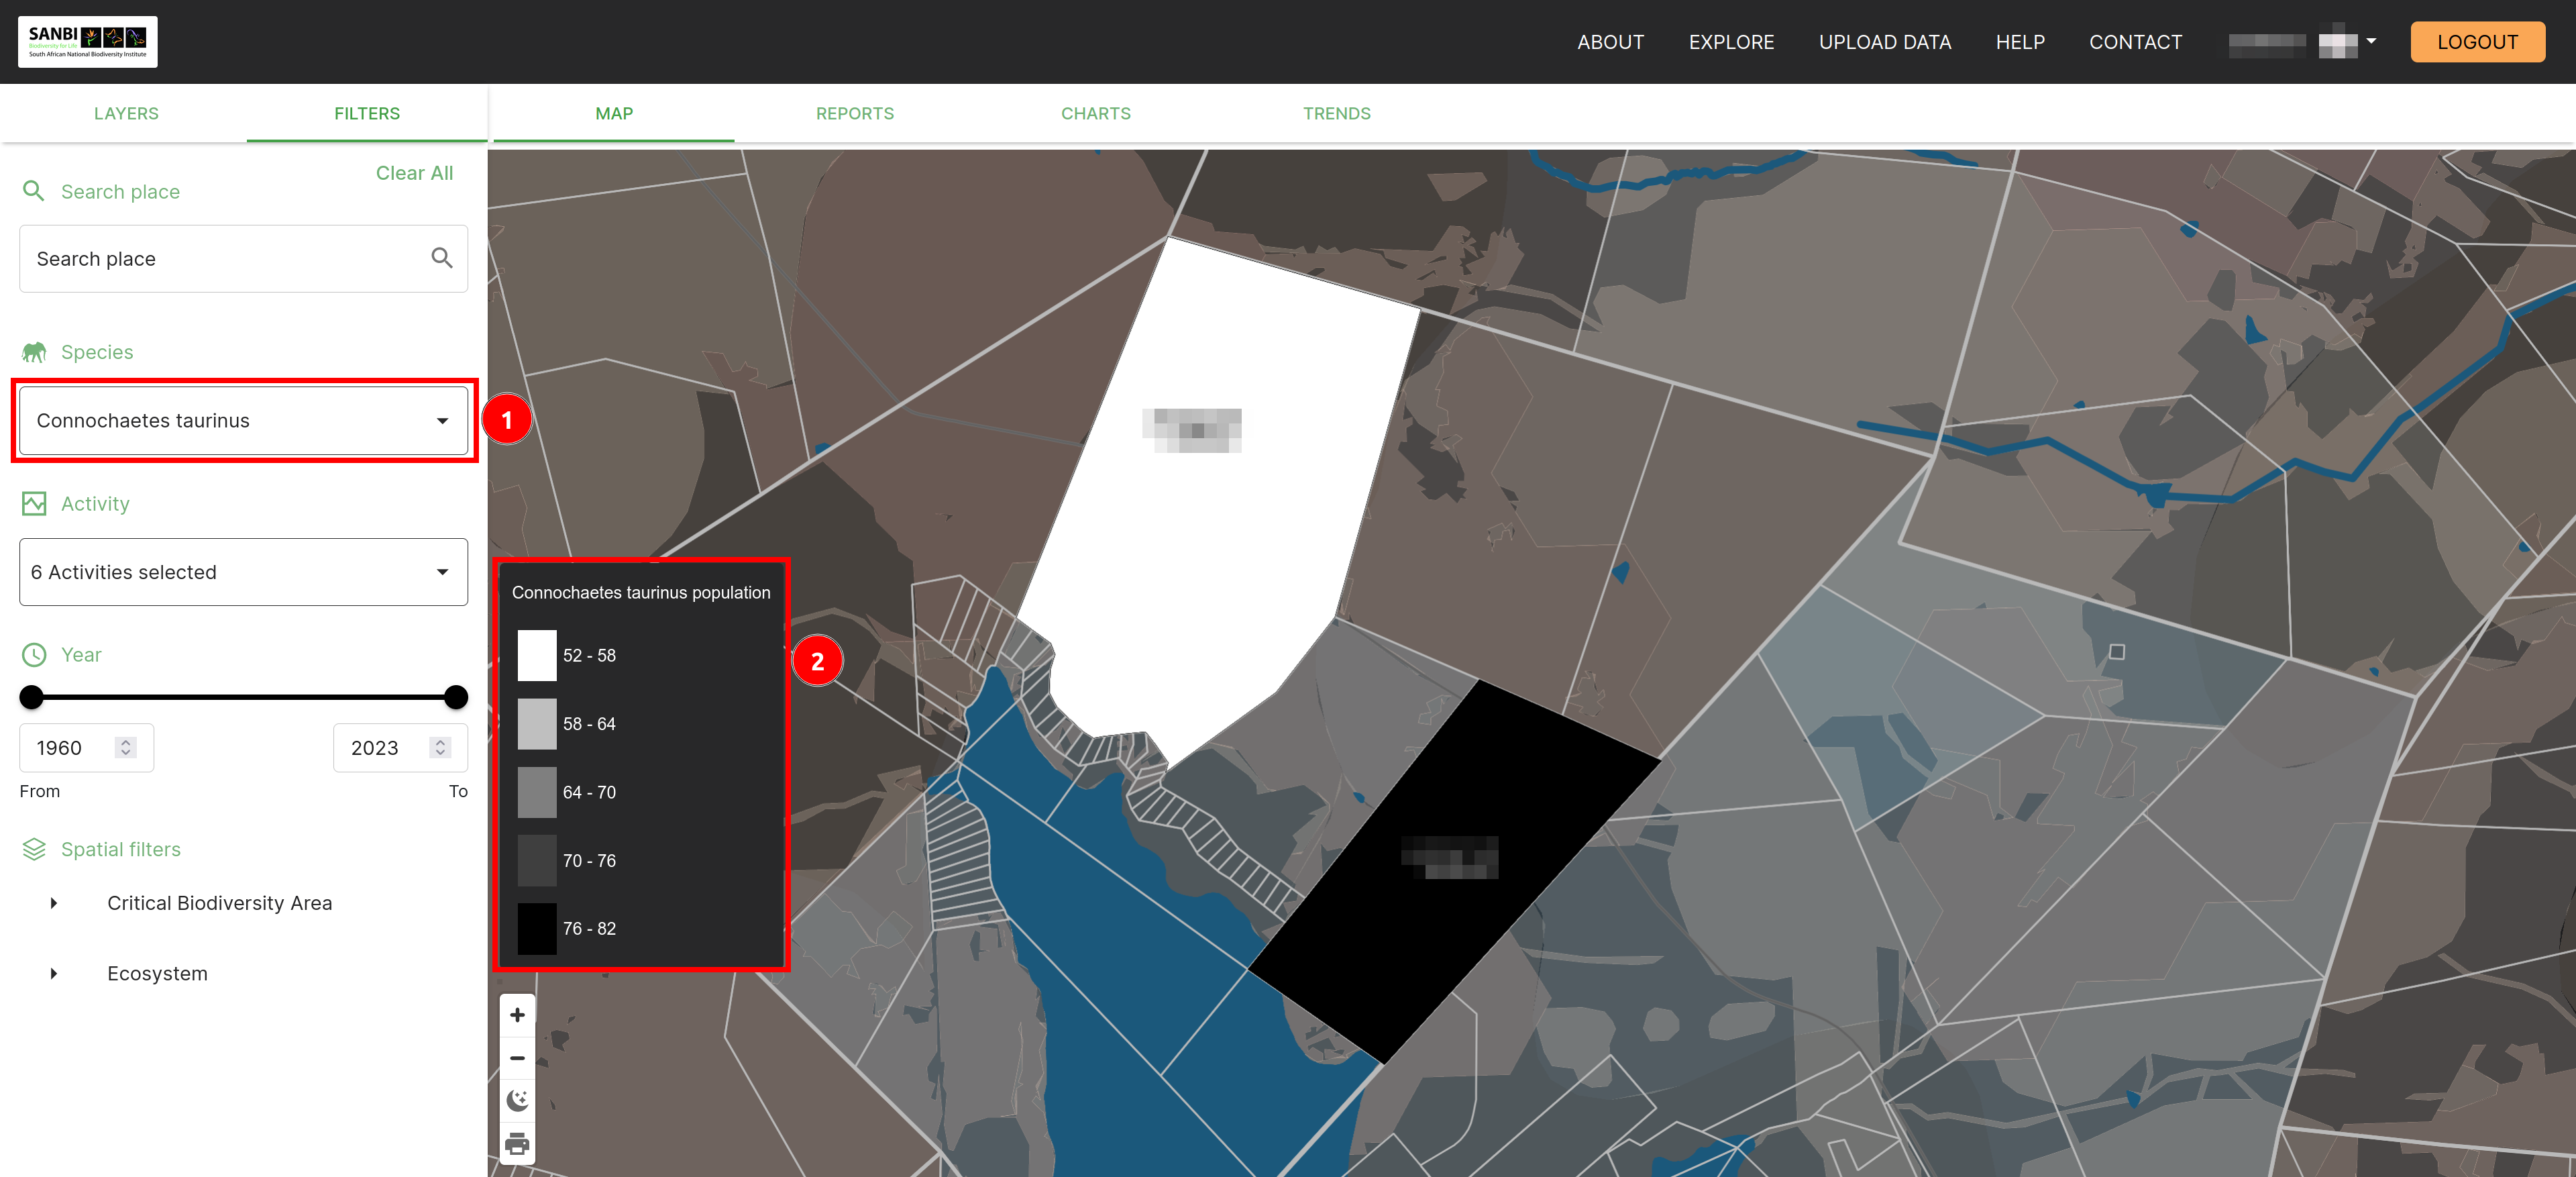 SANBI
Biodiversity for Life
South African National Biodiversity Institute
ABOUT
EXPLORE
UPLOAD DATA
HELP
CONTACT
LOGOUT
LAYERS
FILTERS
MAP
REPORTS
CHARTS
TRENDS
Clear All
Search place
Search place
Species
Connochaetes taurinus
1
Activity
6 Activities selected
Year
1960
2023
From
To
Spatial filters
Critical Biodiversity Area
Ecosystem
Connochaetes taurinus population
52 - 58
58 - 64
64 - 70
70 - 76
76 - 82
2